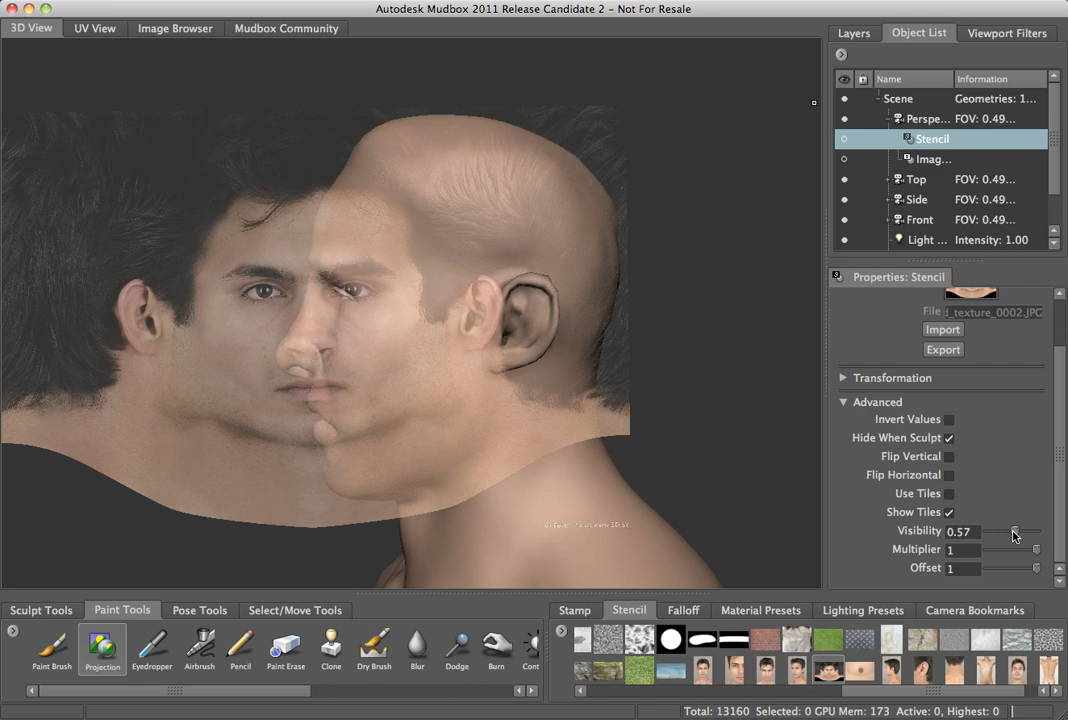 Autodesk Mudbox 2011 Release Candidate 2 - Not For Resale
3D View UV View Image Browser Mudbox Community
Layers Object List Viewport Filters
Name Information
Scene Geometries: 1...
Perspe... FOV: 0.49...
Stencil
Imag...
Top FOV: 0.49...
Side FOV: 0.49...
Front FOV: 0.49...
Light ... Intensity: 1.00
Properties: Stencil
File d_texture_0002.JPG
Import
Export
Transformation
Advanced
Invert Values
Hide When Sculpt
Flip Vertical
Flip Horizontal
Use Tiles
Show Tiles
Visibility 0.57
Multiplier 1
Offset 1
Sculpt Tools Paint Tools Pose Tools Select/Move Tools
Paint Brush Projection Eyedropper Airbrush Pencil Paint Erase Clone Dry Brush Blur Dodge Burn Cont
Stamp Stencil Falloff Material Presets Lighting Presets Camera Bookmarks
Total: 13160 Selected: 0 GPU Mem: 173 Active: 0, Highest: 0